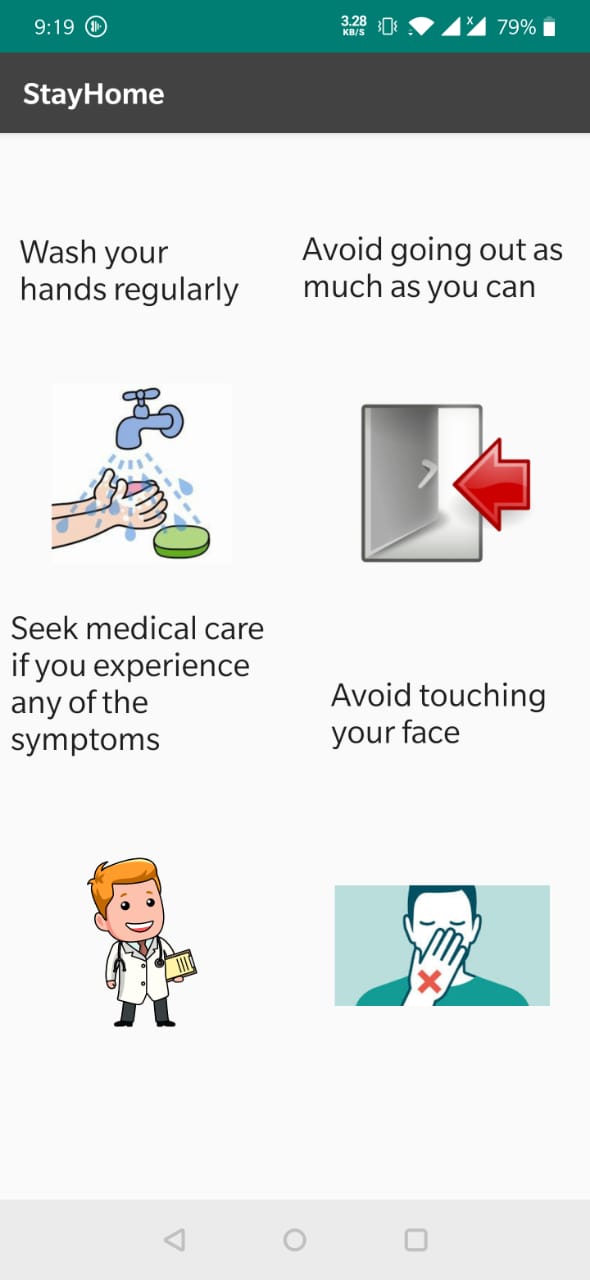 9:19
3.28
KB/S
79%
StayHome
Wash your
hands regularly
Avoid going out as
much as you can
Seek medical care
if you experience
any of the
symptoms
Avoid touching
your face